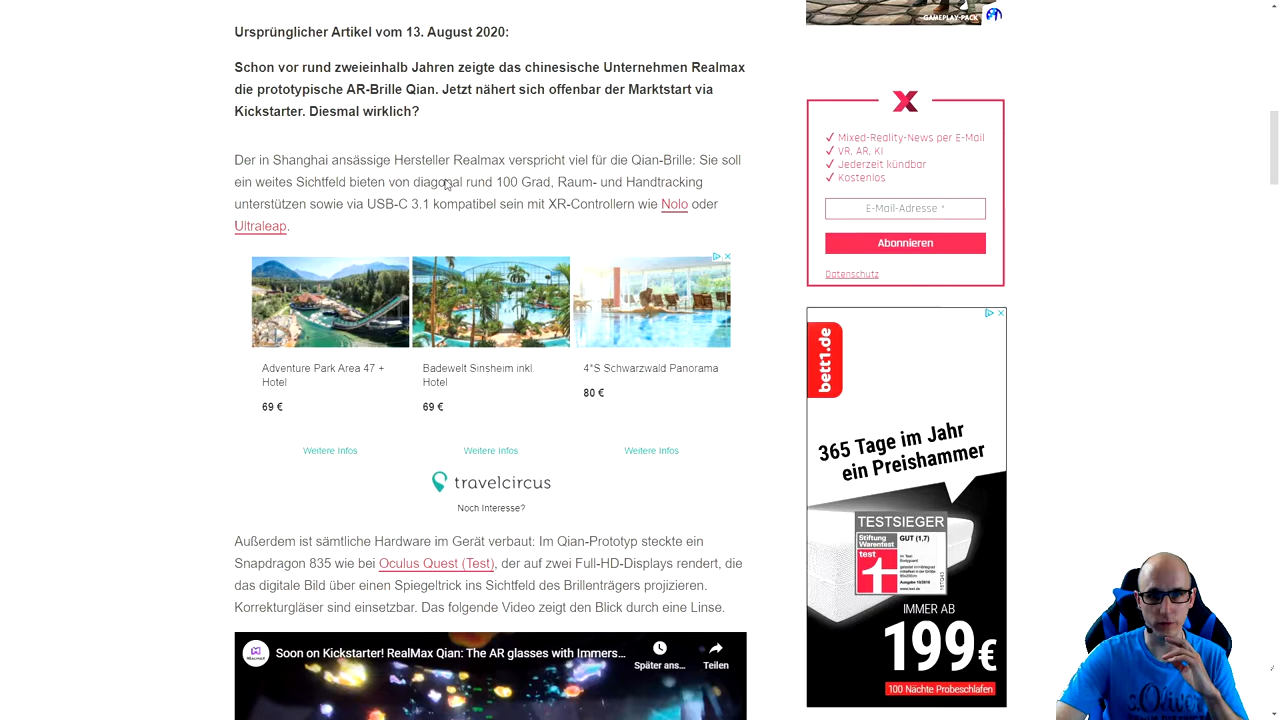 GAMEPLAY-PACK
Ursprünglicher Artikel vom 13. August 2020:
Schon vor rund zweieinhalb Jahren zeigte das chinesische Unternehmen Realmax
die prototypische AR-Brille Qian. Jetzt nähert sich offenbar der Marktstart via
Kickstarter. Diesmal wirklich?
Der in Shanghai ansässige Hersteller Realmax verspricht viel für die Qian-Brille: Sie soll
ein weites Sichtfeld bieten von diagonal rund 100 Grad, Raum- und Handtracking
unterstützen sowie via USB-C 3.1 kompatibel sein mit XR-Controllern wie Nolo oder
Ultraleap.
Adventure Park Area 47 +
Hotel
69 €
Weitere Infos
Badewelt Sinsheim inkl.
Hotel
69 €
Weitere Infos
4*S Schwarzwald Panorama
80 €
Weitere Infos
travelcircus
Noch Interesse?
Außerdem ist sämtliche Hardware im Gerät verbaut: Im Qian-Prototyp steckte ein
Snapdragon 835 wie bei Oculus Quest (Test), der auf zwei Full-HD-Displays rendert, die
digitale Bild über einen Spiegeltrick ins Sichtfeld des Brillenträgers projizieren.
Korrekturgläser sind einsetzbar. Das folgende Video zeigt den Blick durch eine Linse.
Soon on Kickstarter! RealMax Qian: The AR glasses with Immers...
Später ans...
Teilen
X
✓ Mixed-Reality-News per E-Mail
✓ VR, AR, KI
✓ Jederzeit kündbar
✓ Kostenlos
E-Mail-Adresse *
Abonnieren
Datenschutz
bett1.de
365 Tage im Jahr
ein Preishammer
TESTSIEGER
Stiftung
Warentest
test
GUT (1,7)
IMMER AB
199€
100 Nächte Probeschlafen
s.Oliver